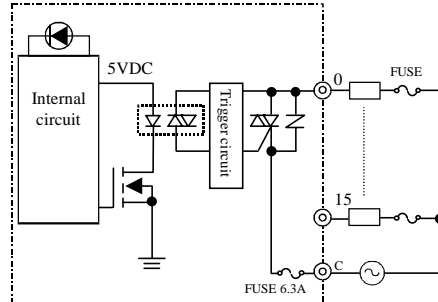 0
FUSE
5VDC
Internal
circuit
Trigger circuit
15
C
FUSE 6.3A